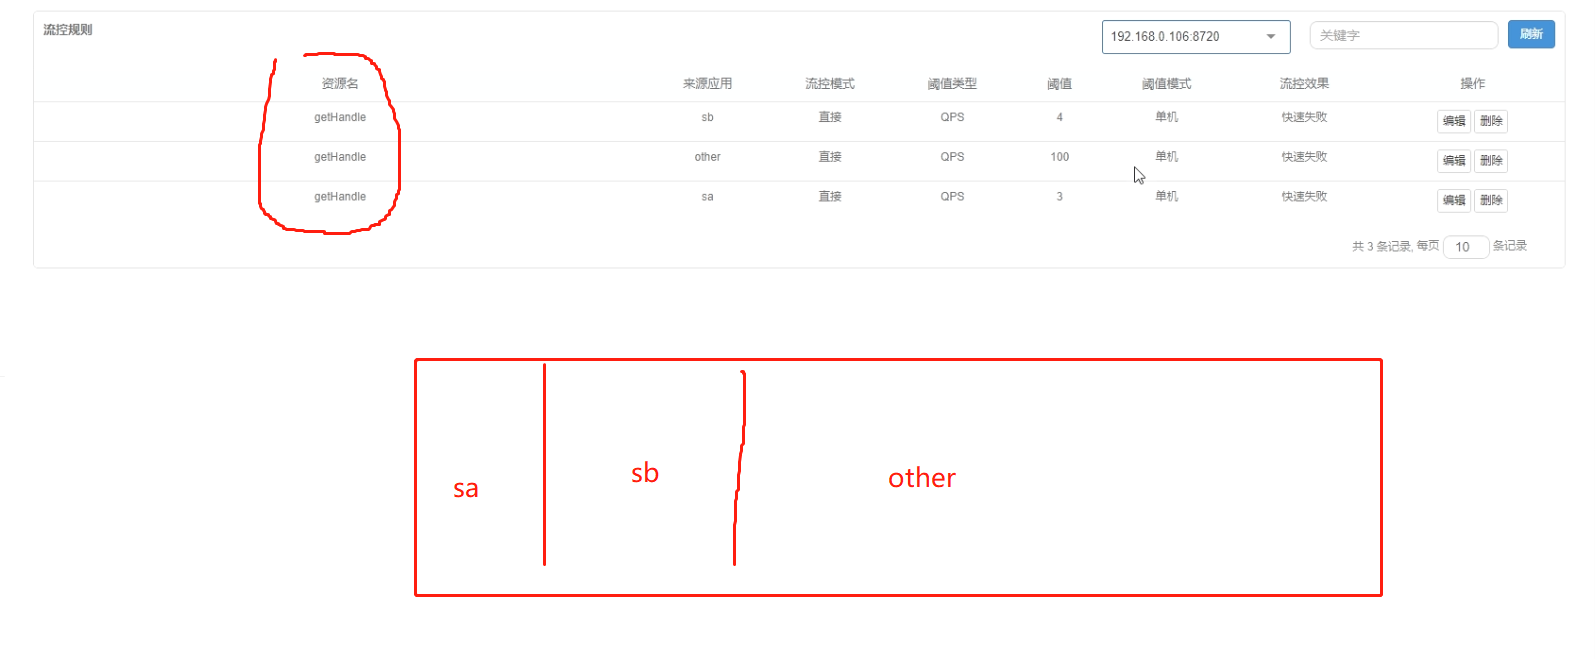 流控规则
192.168.0.106:8720 关键字 刷新
资源名 来源应用 流控模式 阈值类型 阈值 阈值模式 流控效果 操作
getHandle sb 直接 QPS 4 单机 快速失败 编辑 删除
getHandle other 直接 QPS 100 单机 快速失败 编辑 删除
getHandle sa 直接 QPS 3 单机 快速失败 编辑 删除
共 3 条记录, 每页 10 条记录
sa sb other